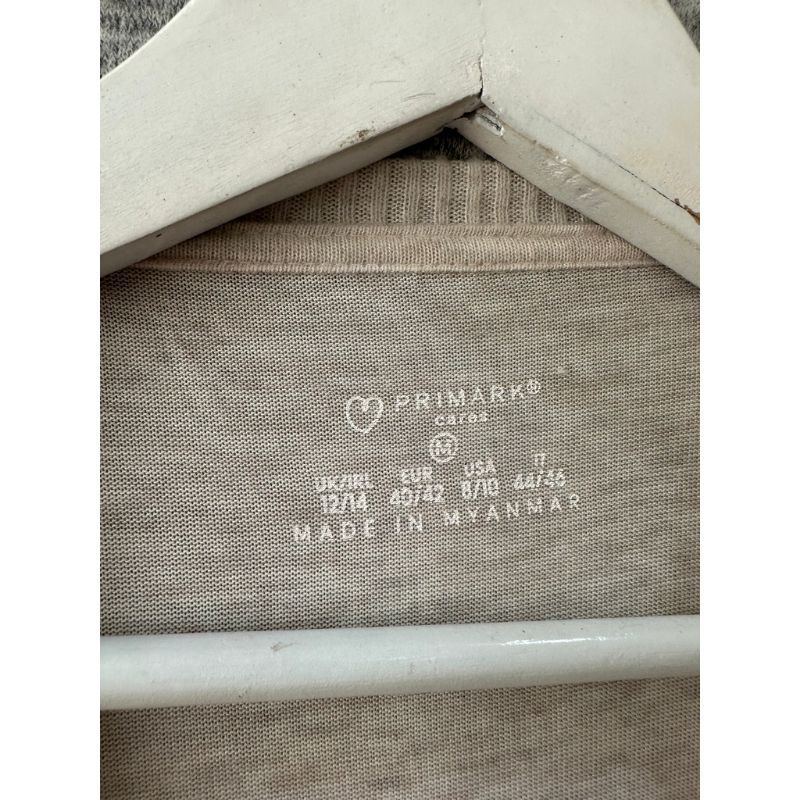 PRIMARK®
cares
M
UK/IRL EUR USA IT
12/14 40/42 8/10 44/46
MADE IN MYANMAR